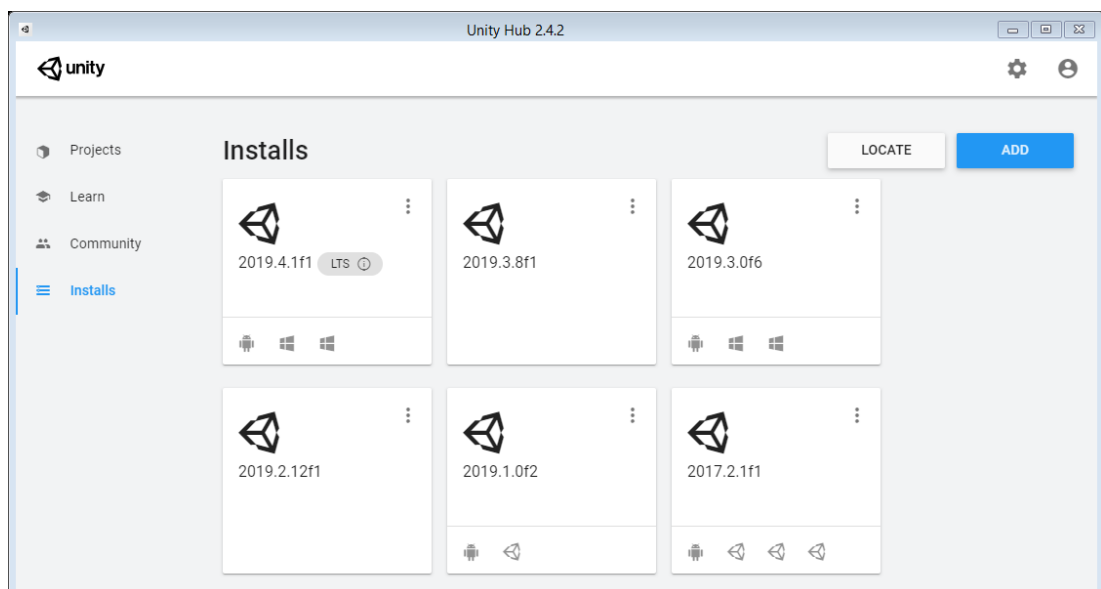 Unity Hub 2.4.2
unity
Projects
Learn
Community
Installs
Installs
LOCATE
ADD
2019.4.1f1 LTS
2019.3.8f1
2019.3.0f6
2019.2.12f1
2019.1.0f2
2017.2.1f1